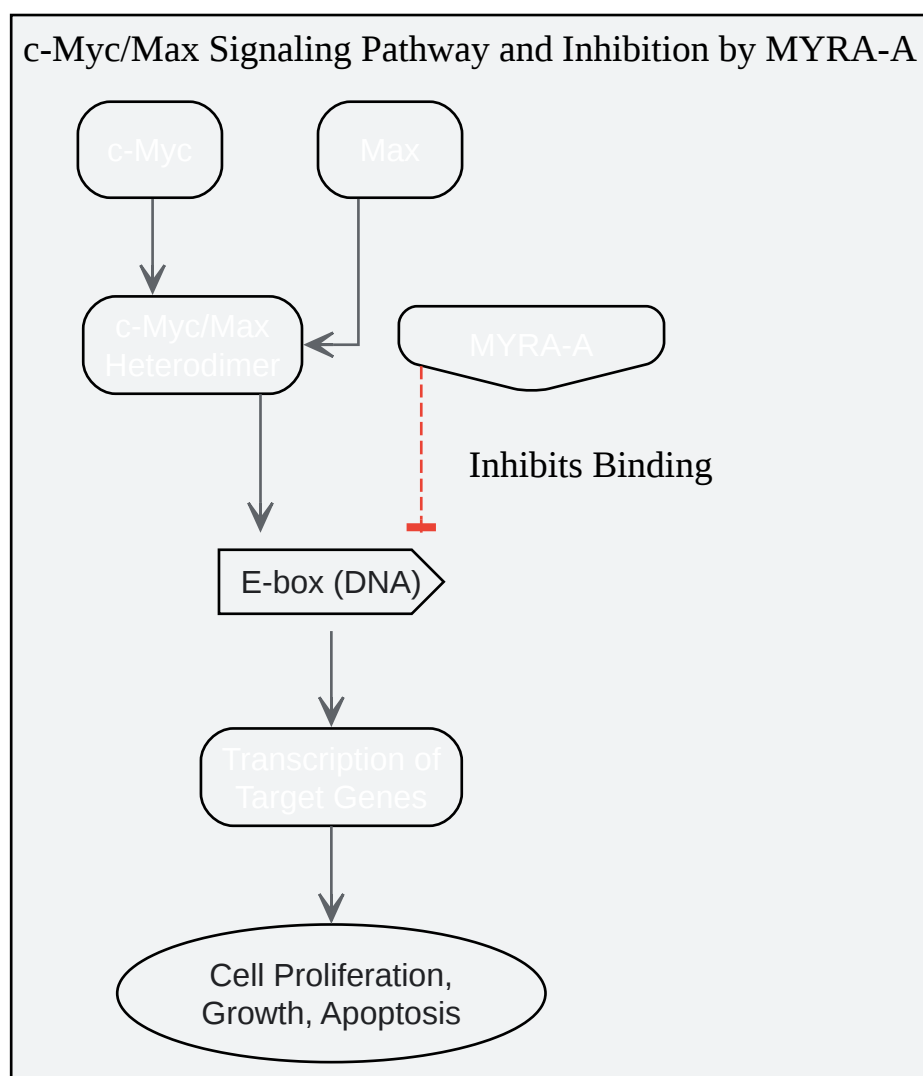 c-Myc/Max Signaling Pathway and Inhibition by MYRA-A
c-Myc
Max
c-Myc/Max
Heterodimer
MYRA-A
Inhibits Binding
E-box (DNA)
Transcription of
Target Genes
Cell Proliferation,
Growth, Apoptosis